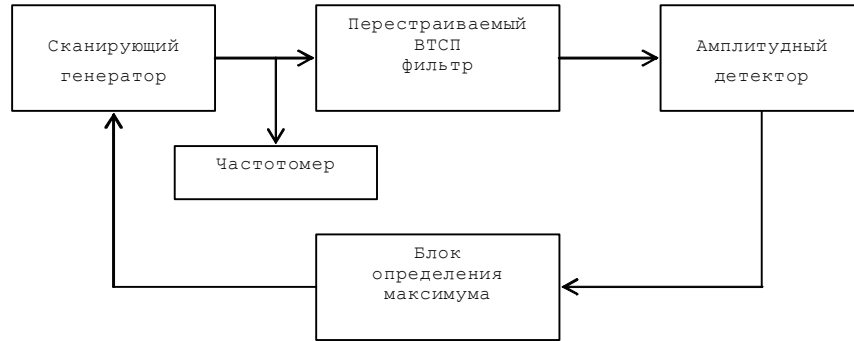 Сканирующий
генератор
Перестраиваемый
ВТСП
фильтр
Амплитудный
детектор
Частотомер
Блок
определения
максимума